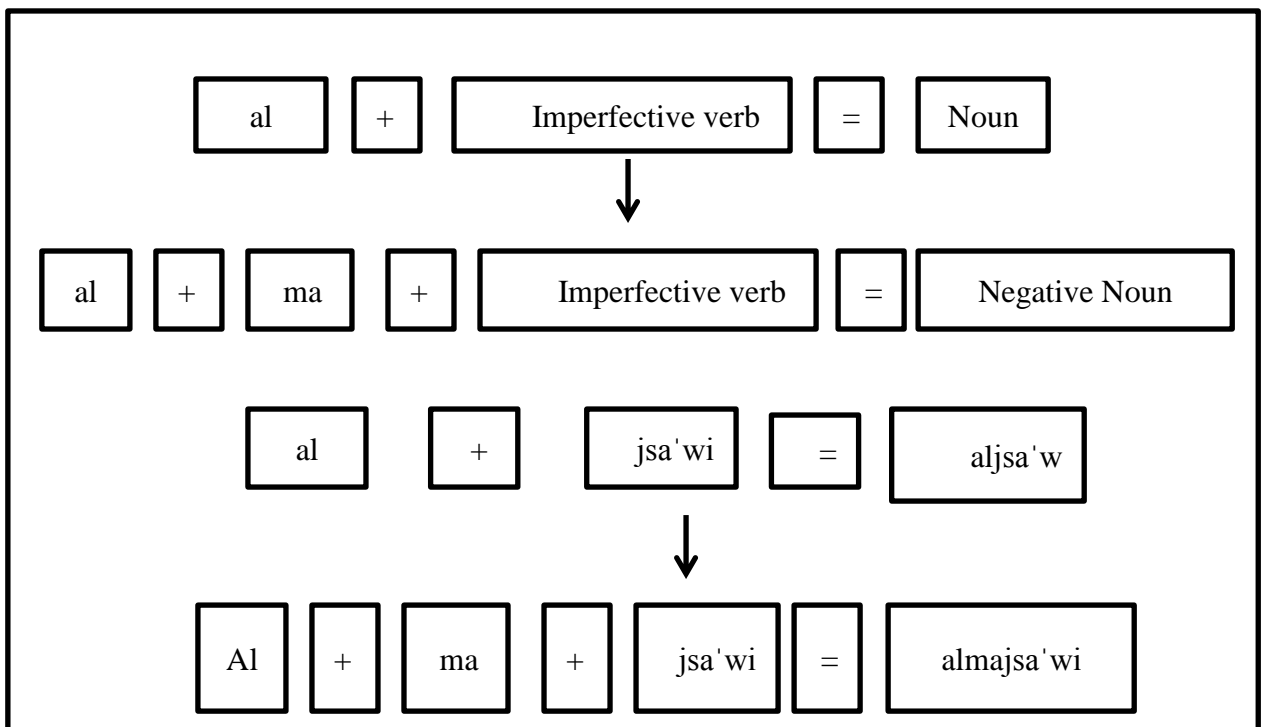 al + Imperfective verb = Noun
al + ma + Imperfective verb = Negative Noun
al + jsaˈwi = aljsaˈw
Al + ma + jsaˈwi = almajsaˈwi